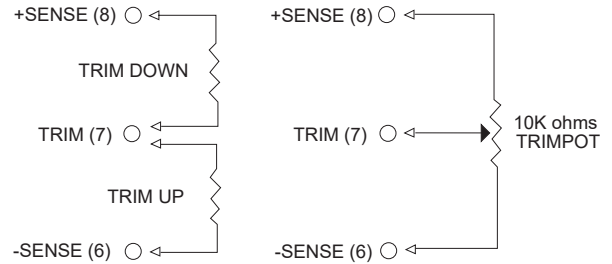 +SENSE (8)
TRIM DOWN
TRIM (7)
TRIM UP
-SENSE (6)
+SENSE (8)
TRIM (7)
10K ohms
TRIMPOT
-SENSE (6)